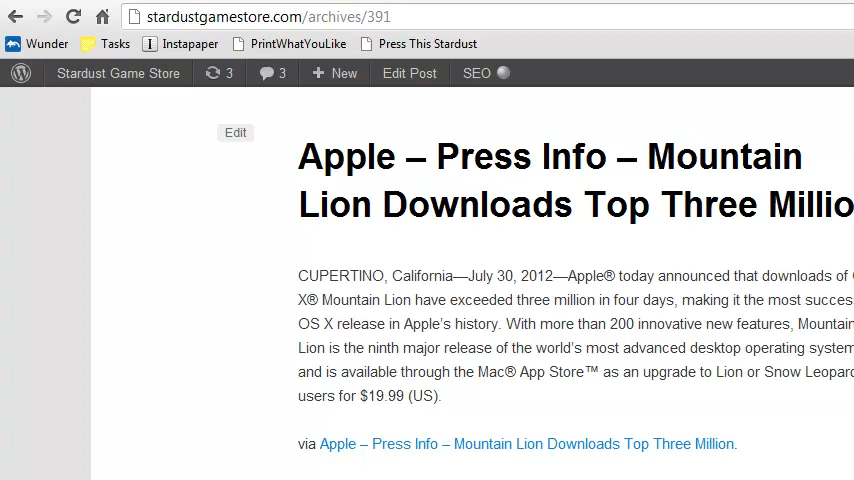 stardustgamestore.com/archives/391
Wunder Tasks Instapaper PrintWhatYouLike Press This Stardust
Stardust Game Store 3 3 New Edit Post SEO
Edit
Apple – Press Info – Mountain
Lion Downloads Top Three Millio
CUPERTINO, California—July 30, 2012—Apple® today announced that downloads of
X® Mountain Lion have exceeded three million in four days, making it the most success
OS X release in Apple's history. With more than 200 innovative new features, Mountain
Lion is the ninth major release of the world's most advanced desktop operating system
and is available through the Mac® App Store™ as an upgrade to Lion or Snow Leopard
users for $19.99 (US).
via Apple – Press Info – Mountain Lion Downloads Top Three Million.